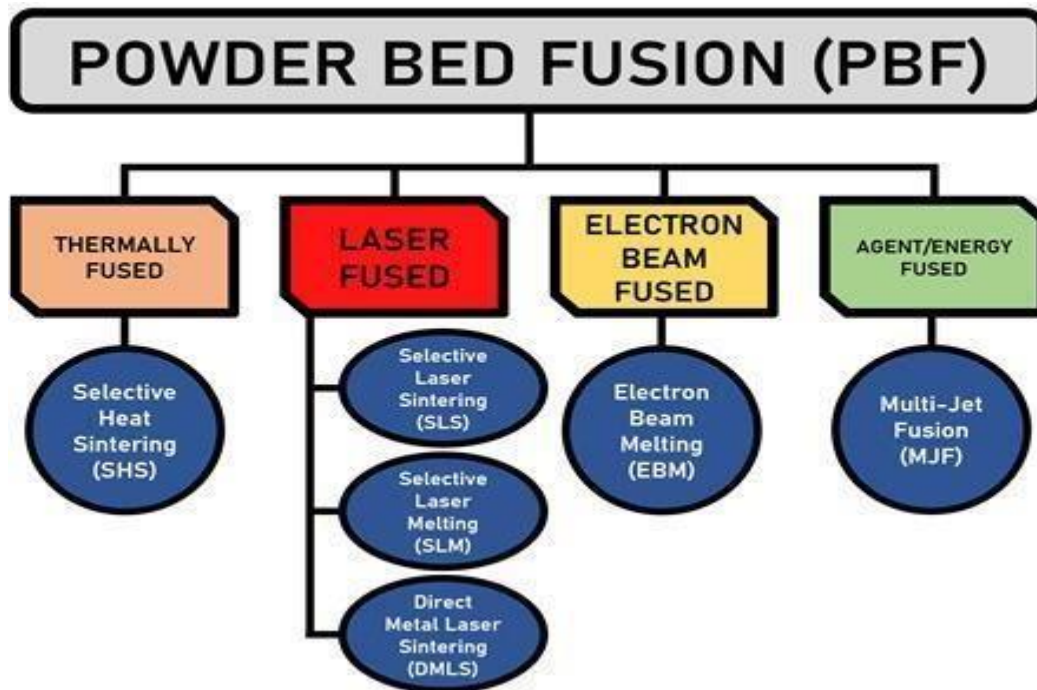 POWDER BED FUSION (PBF)
THERMALLY
FUSED
LASER
FUSED
ELECTRON
BEAM
FUSED
AGENT/ENERGY
FUSED
Selective
Heat
Sintering
(SHS)
Selective
Laser
Sintering
(SLS)
Selective
Laser
Melting
(SLM)
Direct
Metal Laser
Sintering
(DMLS)
Electron
Beam
Melting
(EBM)
Multi-Jet
Fusion
(MJF)